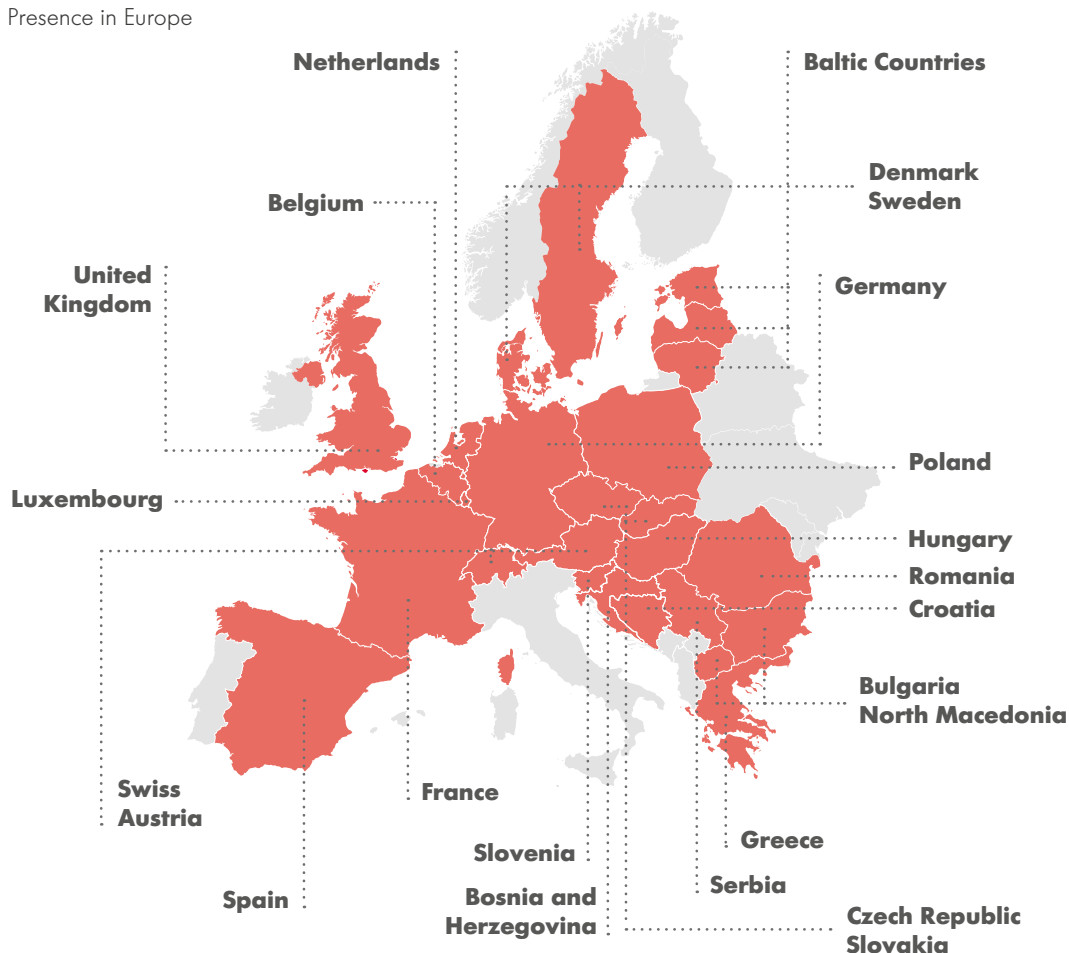 Presence in Europe
Netherlands
Baltic Countries
Denmark
Sweden
Belgium
United
Kingdom
Germany
Poland
Luxembourg
Hungary
Romania
Croatia
Bulgaria
North Macedonia
Swiss
Austria
France
Greece
Slovenia
Serbia
Spain
Bosnia and
Herzegovina
Czech Republic
Slovakia